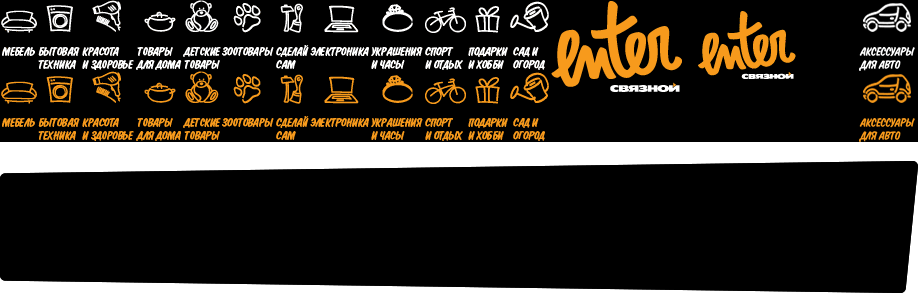 МЕБЕЛЬ БЫТОВАЯ ТЕХНИКА КРАСОТА И ЗДОРОВЬЕ ТОВАРЫ ДЛЯ ДОМА ДЕТСКИЕ ТОВАРЫ ЗООТОВАРЫ СДЕЛАЙ САМ ЭЛЕКТРОНИКА УКРАШЕНИЯ И ЧАСЫ СПОРТ И ОТДЫХ ПОДАРКИ И ХОББИ САД И ОГОРОД
enter
СВЯЗНОЙ
enter
СВЯЗНОЙ
АКСЕССУАРЫ
ДЛЯ АВТО
МЕБЕЛЬ БЫТОВАЯ ТЕХНИКА КРАСОТА И ЗДОРОВЬЕ ТОВАРЫ ДЛЯ ДОМА ДЕТСКИЕ ТОВАРЫ ЗООТОВАРЫ СДЕЛАЙ САМ ЭЛЕКТРОНИКА УКРАШЕНИЯ И ЧАСЫ СПОРТ И ОТДЫХ ПОДАРКИ И ХОББИ САД И ОГОРОД
АКСЕССУАРЫ
ДЛЯ АВТО